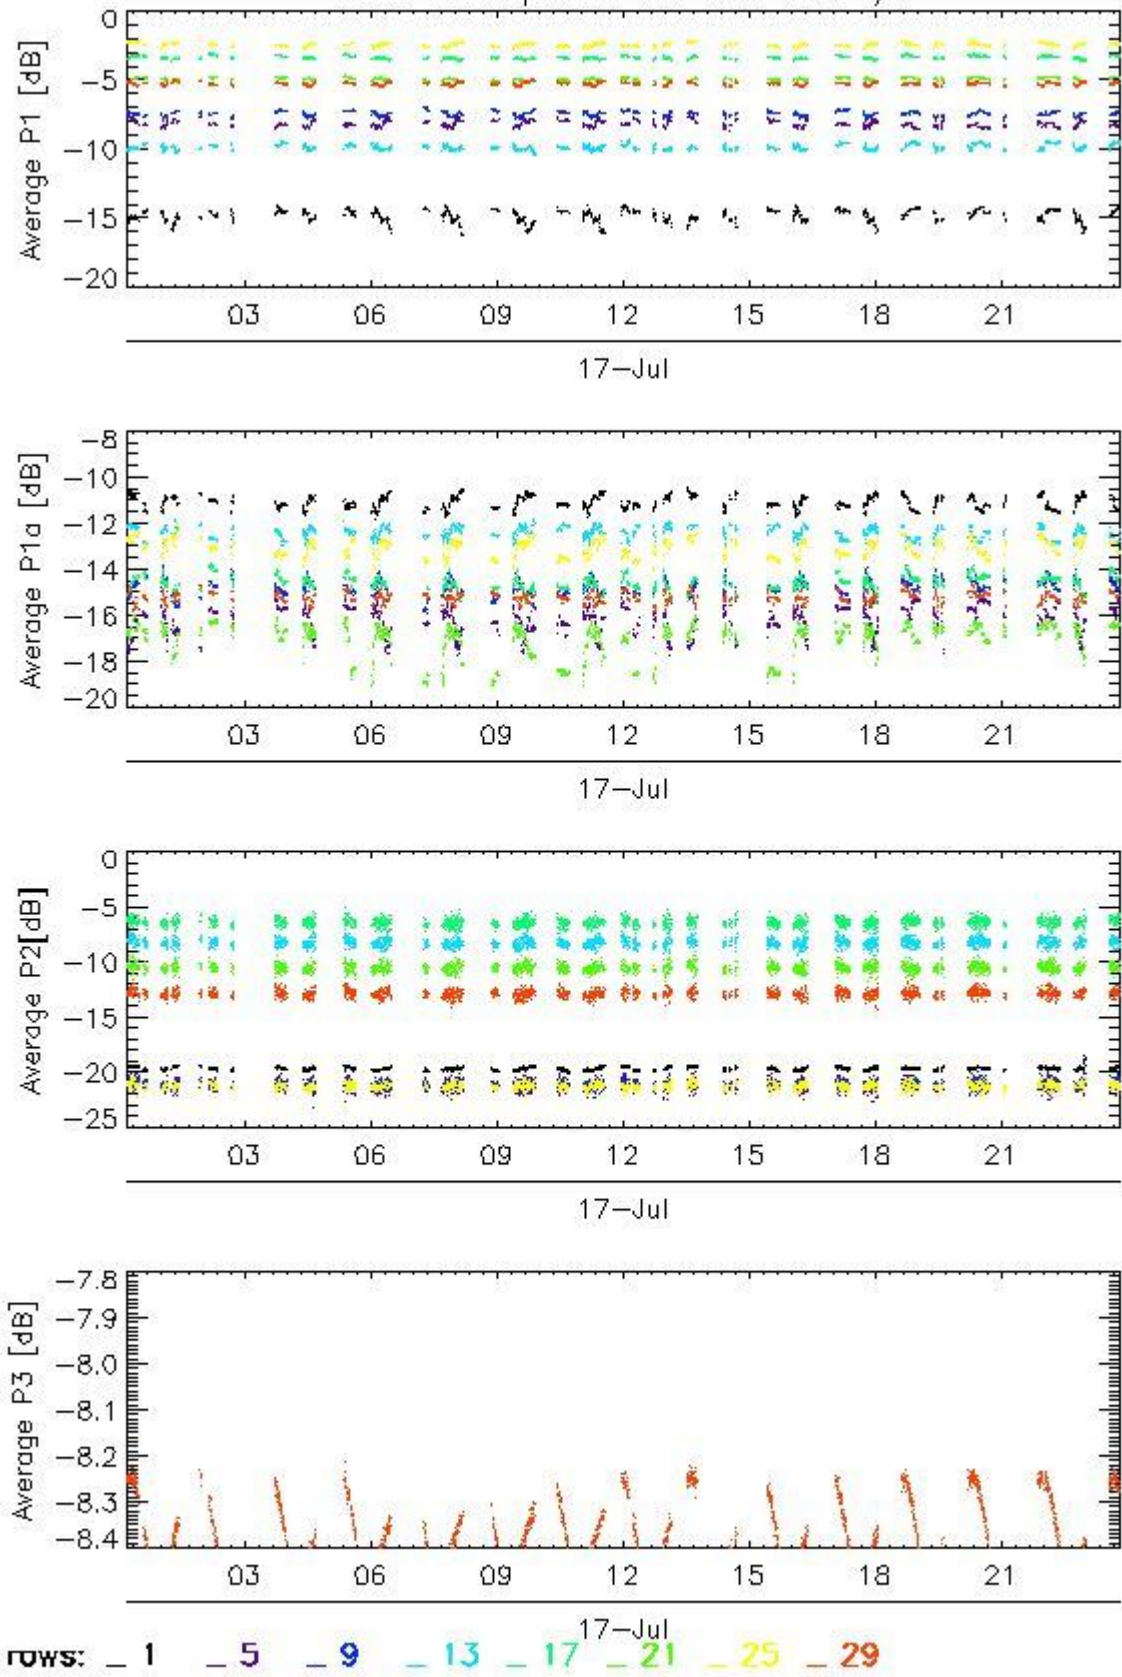 Average P1 [dB]
0
−5
−10
−15
−20
03 06 09 12 15 18 21
17−Jul
Average P1a [dB]
−8
−10
−12
−14
−16
−18
−20
03 06 09 12 15 18 21
17−Jul
Average P2[dB]
0
−5
−10
−15
−20
−25
03 06 09 12 15 18 21
17−Jul
Average P3 [dB]
−7.8
−7.9
−8.0
−8.1
−8.2
−8.3
−8.4
03 06 09 12 15 18 21
17−Jul
rows: _ 1 _ 5 _ 9 _ 13 _ 17 _ 21 _ 25 _ 29